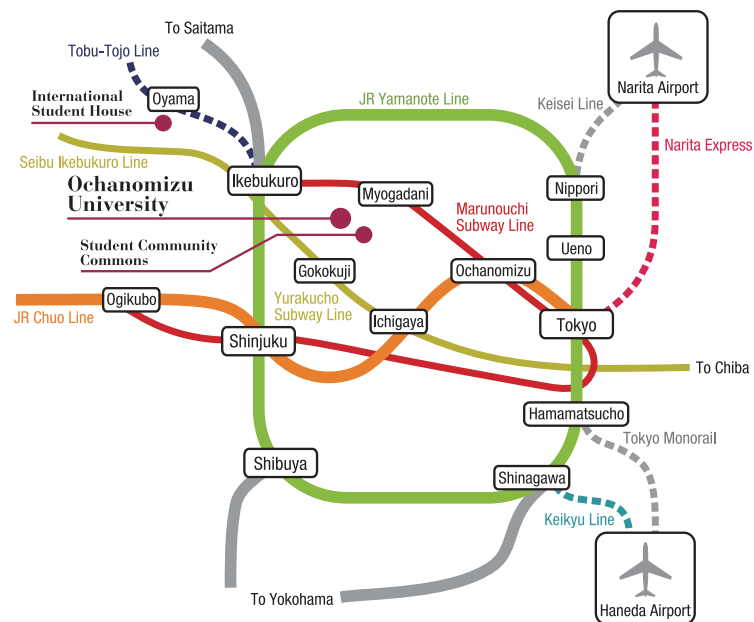 To Saitama
Tobu-Tojo Line
Narita Airport
International
Student House
Oyama
JR Yamanote Line
Keisei Line
Narita Express
Seibu Ikebukuro Line
Ikebukuro
Myogadani
Nippori
Ochanomizu
University
Marunouchi
Subway Line
Student Community
Commons
Ueno
Gokokuji
Ochanomizu
Ogikubo
Yurakucho
Subway Line
JR Chuo Line
Ichigaya
Tokyo
Shinjuku
To Chiba
Hamamatsucho
Tokyo Monorail
Shibuya
Shinagawa
Keikyu Line
To Yokohama
Haneda Airport